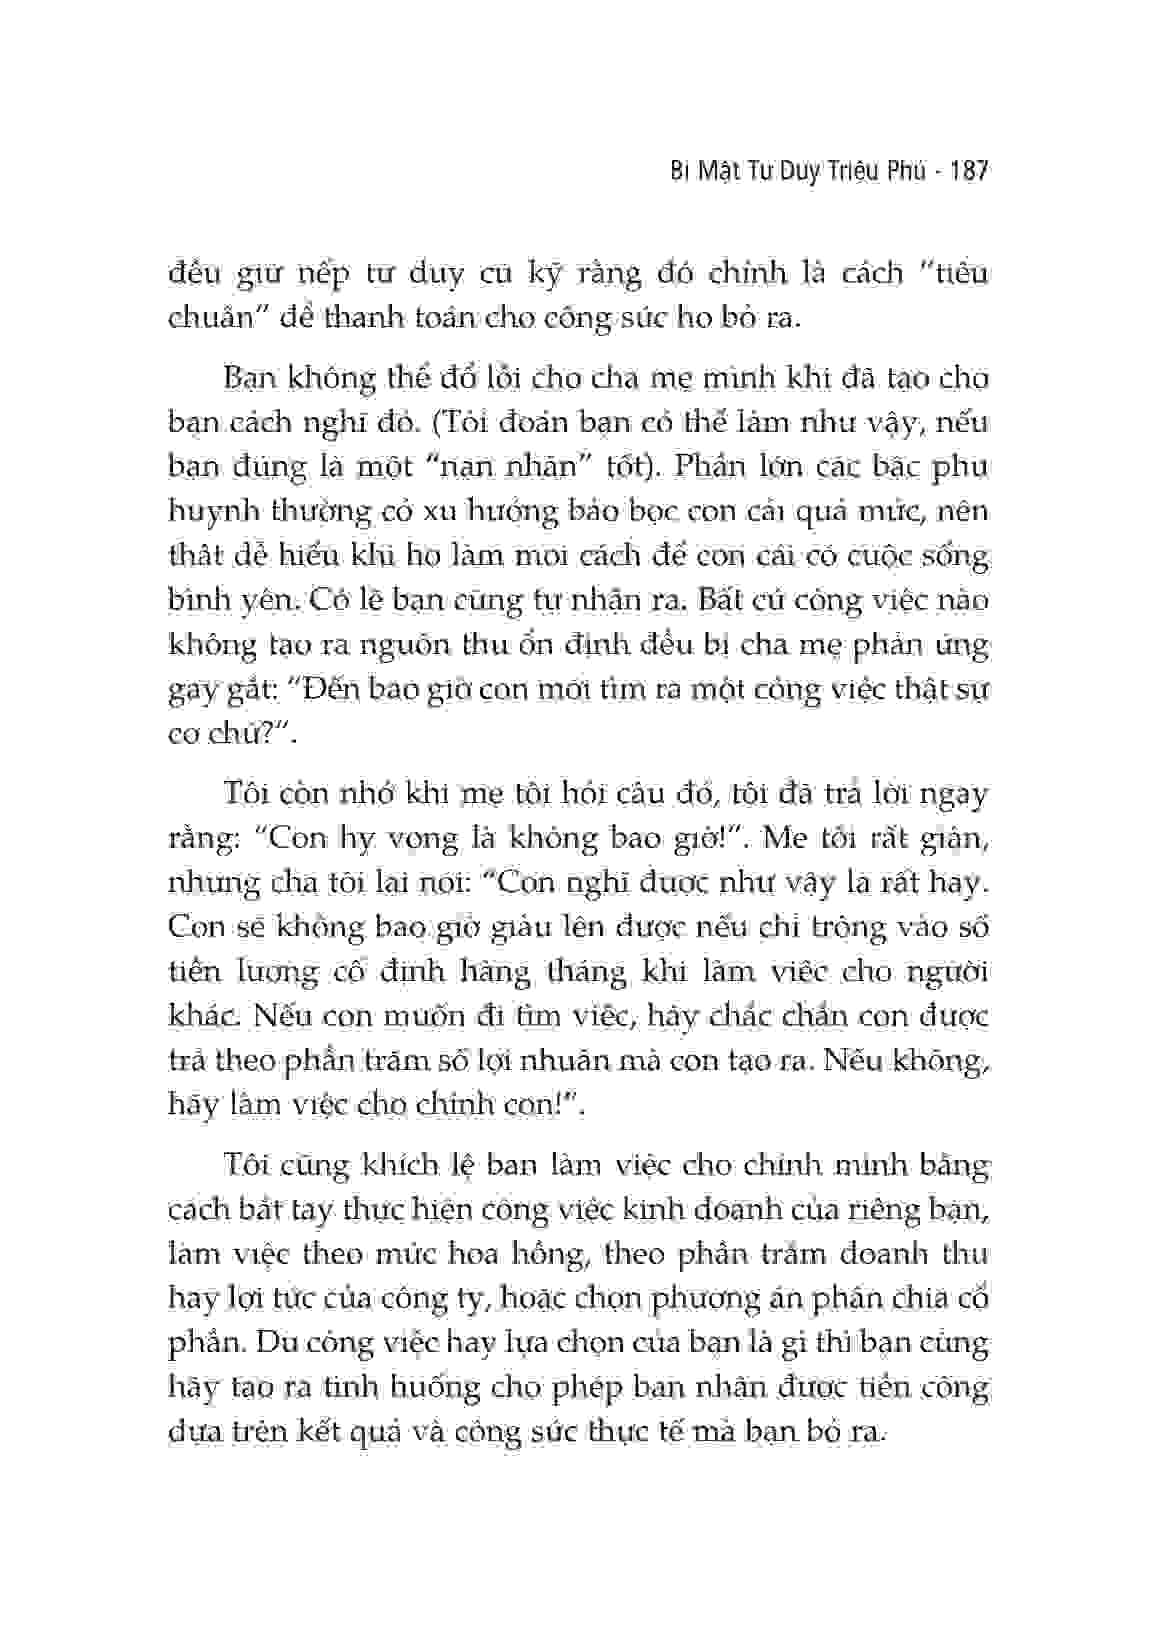 Bí Mật Tư Duy Triệu Phú - 187
đều giữ nếp tư duy cũ kỹ rằng đó chính là cách “tiêu
chuẩn” để thanh toán cho công sức họ bỏ ra.
Bạn không thể đổ lỗi cho cha mẹ mình khi đã tạo cho
bạn cách nghĩ đó. (Tôi đoán bạn có thể làm như vậy, nếu
bạn đúng là một “nạn nhân” tốt). Phần lớn các bậc phụ
huynh thường có xu hướng bảo bọc con cái quá mức, nên
thật dễ hiểu khi họ làm mọi cách để con cái có cuộc sống
bình yên. Có lẽ bạn cũng tự nhận ra. Bất cứ công việc nào
không tạo ra nguồn thu ổn định đều bị cha mẹ phản ứng
gay gắt: “Đến bao giờ con mới tìm ra một công việc thật sự
cơ chứ?”.
Tôi còn nhớ khi mẹ tôi hỏi câu đó, tôi đã trả lời ngay
rằng: “Con hy vọng là không bao giờ!”. Mẹ tôi rất giận,
nhưng cha tôi lại nói: “Con nghĩ được như vậy là rất hay.
Con sẽ không bao giờ giàu lên được nếu chỉ trông vào số
tiền lương cố định hàng tháng khi làm việc cho người
khác. Nếu con muốn đi tìm việc, hãy chắc chắn con được
trả theo phần trăm số lợi nhuận mà con tạo ra. Nếu không,
hãy làm việc cho chính con!”.
Tôi cũng khích lệ bạn làm việc cho chính mình bằng
cách bắt tay thực hiện công việc kinh doanh của riêng bạn,
làm việc theo mức hoa hồng, theo phần trăm doanh thu
hay lợi tức của công ty, hoặc chọn phương án phân chia cổ
phần. Dù công việc hay lựa chọn của bạn là gì thì bạn cũng
hãy tạo ra tình huống cho phép bạn nhận được tiền công
dựa trên kết quả và công sức thực tế mà bạn bỏ ra.